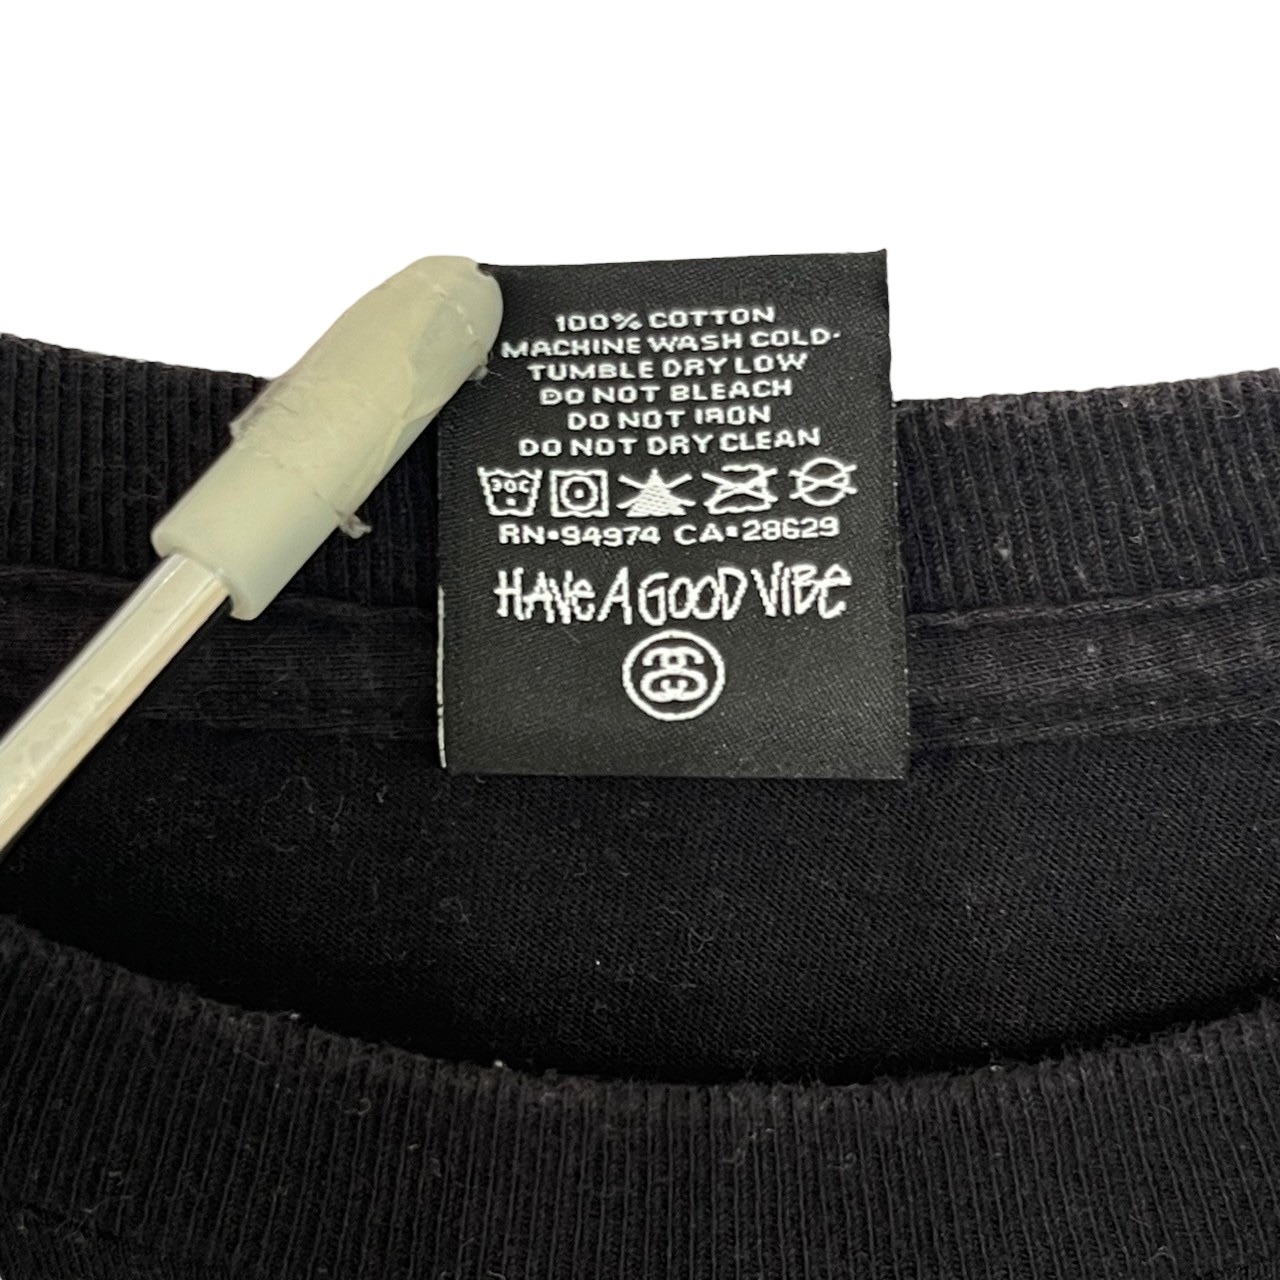 100% COTTON
MACHINE WASH COLD-
TUMBLE DRY LOW
DO NOT BLEACH
DO NOT IRON
DO NOT DRY CLEAN
30C
RN•94974 CA•28629
HAVE A GOOD VIBE